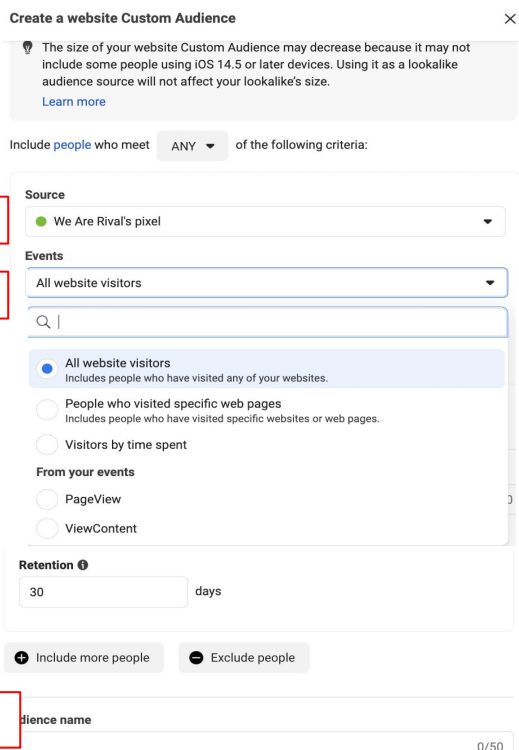 Create a website Custom Audience
The size of your website Custom Audience may decrease because it may not
include some people using iOS 14.5 or later devices. Using it as a lookalike
audience source will not affect your lookalike's size.
Learn more
Include people who meet ANY of the following criteria:
Source
We Are Rival's pixel
Events
All website visitors
All website visitors
Includes people who have visited any of your websites.
People who visited specific web pages
Includes people who have visited specific websites or web pages.
Visitors by time spent
From your events
PageView
ViewContent
Retention
30 days
Include more people Exclude people
dience name
0/50